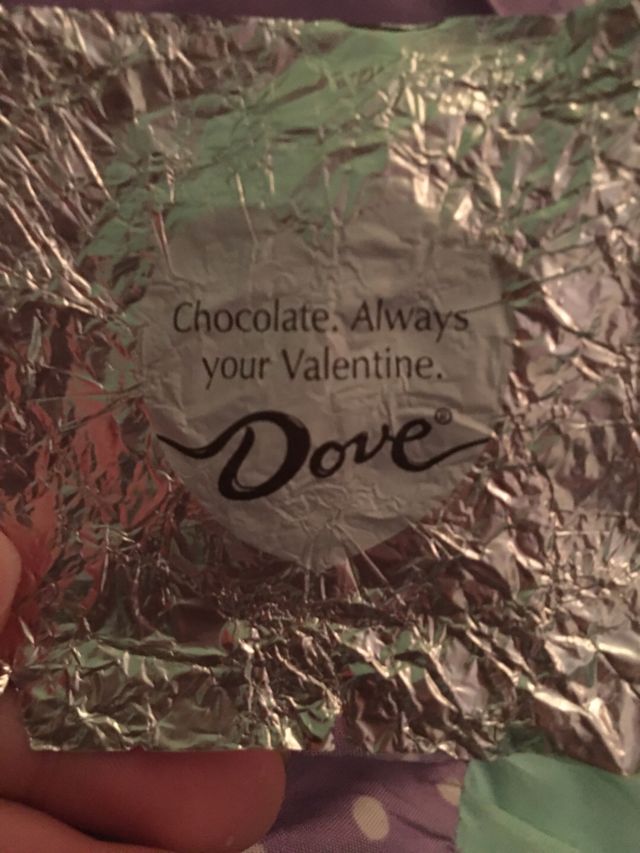 Chocolate. Always
your Valentine.
Dove®